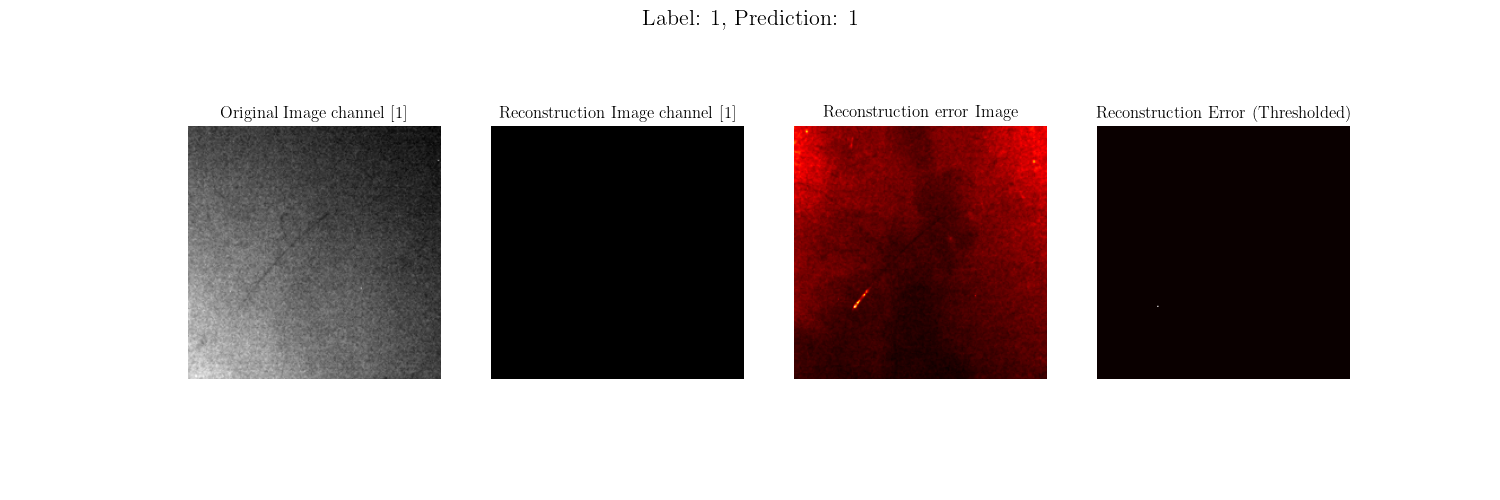 Label: 1, Prediction: 1
Original Image channel [1]
Reconstruction Image channel [1]
Reconstruction error Image
Reconstruction Error (Thresholded)